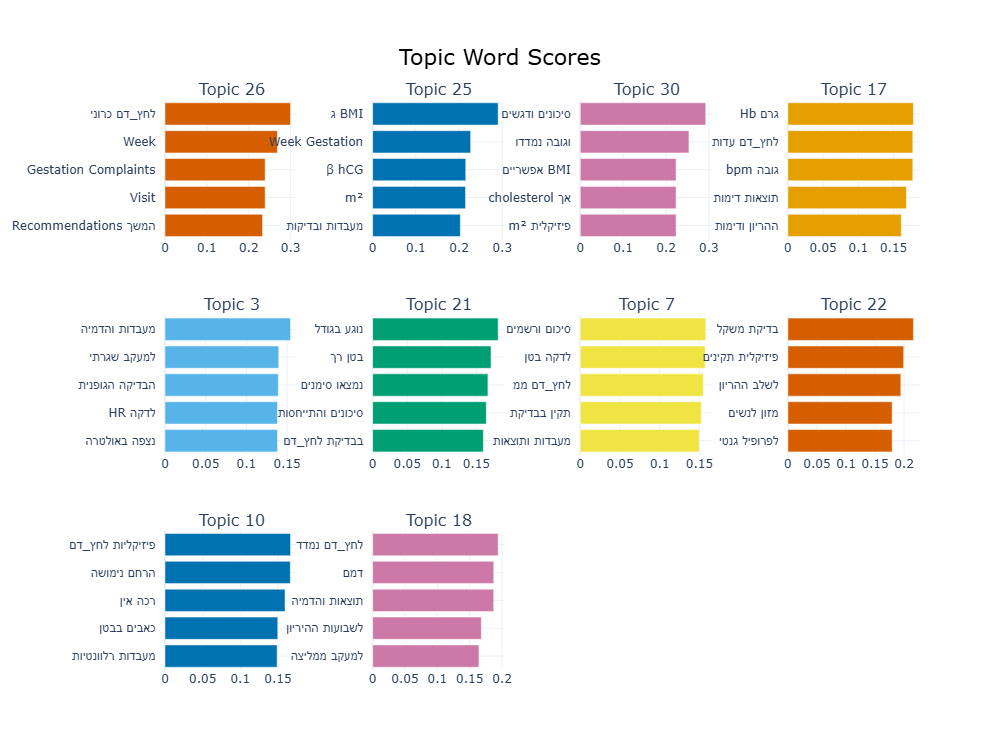 Topic Word Scores
Topic 26
לחץ_דם כרוני
Week
Gestation Complaints
Visit
Recommendations המשך
0 0.1 0.2 0.3
Topic 25
ג BMI
Week Gestation
β hCG
m²
מעבדות ובדיקות
0 0.1 0.2 0.3
Topic 30
סיכונים ודגשים
וגובה נמדדו
אפשריים BMI
אך cholesterol
פיזיקלית m²
0 0.1 0.2 0.3
Topic 17
גרם Hb
לחץ_דם עדות
גובה bpm
תוצאות דימות
ההריון ודימות
0 0.05 0.1 0.15
Topic 3
מעבדות והדמיה
למעקב שגרתי
הבדיקה הגופנית
לדקה HR
נצפה באולטרה
0 0.05 0.1 0.15
Topic 21
נוגע בגודל
בטן רך
נמצאו סימנים
סיכונים והתייחסות
בבדיקת לחץ_דם
0 0.05 0.1 0.15
Topic 7
סיכום ורשמים
לדקה בטן
לחץ_דם ממ
תקין בבדיקת
מעבדות ותוצאות
0 0.05 0.1 0.15
Topic 22
בדיקת משקל
פיזיקלית תקינים
לשלב ההריון
מזון לנשים
לפרופיל גנטי
0 0.05 0.1 0.15 0.2
Topic 10
פיזיקליות לחץ_דם
הרחם נימושה
רכה אין
כאבים בבטן
מעבדות רלוונטיות
0 0.05 0.1 0.15
Topic 18
לחץ_דם נמדד
דמם
תוצאות והדמיה
לשבועות ההיריון
למעקב ממליצה
0 0.05 0.1 0.15 0.2